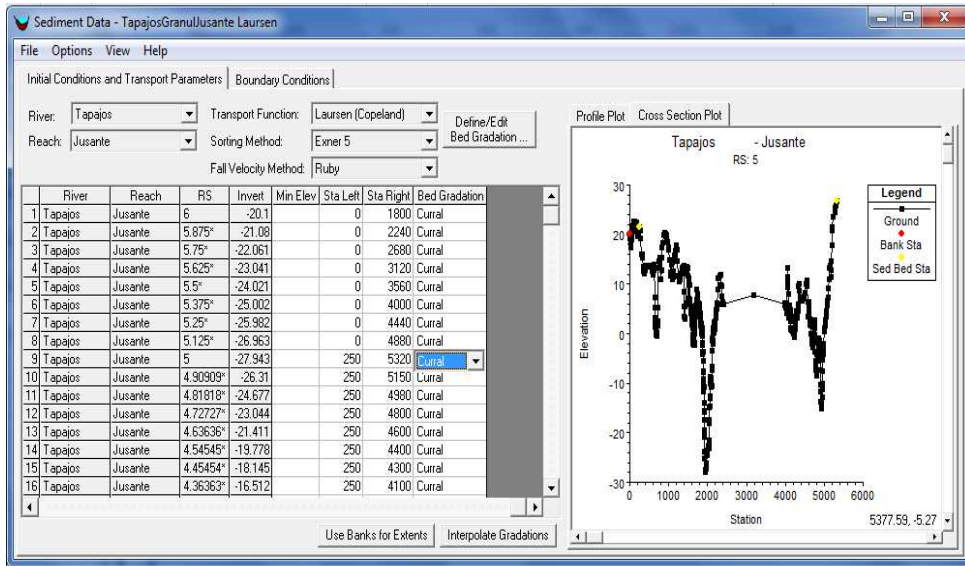 Sediment Data - TapajosGranulJusante Laursen
File Options View Help
Initial Conditions and Transport Parameters Boundary Conditions
River: Tapajos Transport Function: Laursen (Copeland) Define/Edit
Bed Gradation ...
Reach: Jusante Sorting Method: Exner 5
Fall Velocity Method: Ruby
River Reach RS Invert Min Elev Sta Left Sta Right Bed Gradation
1 Tapajos Jusante 6 -20.1 0 1800 Curral
2 Tapajos Jusante 5.875* -21.08 0 2240 Curral
3 Tapajos Jusante 5.75* -22.061 0 2680 Curral
4 Tapajos Jusante 5.625* -23.041 0 3120 Curral
5 Tapajos Jusante 5.5* -24.021 0 3560 Curral
6 Tapajos Jusante 5.375* -25.002 0 4000 Curral
7 Tapajos Jusante 5.25* -25.982 0 4440 Curral
8 Tapajos Jusante 5.125* -26.963 0 4880 Curral
9 Tapajos Jusante 5 -27.943 250 5320 Curral
10 Tapajos Jusante 4.90909* -26.31 250 5150 Curral
11 Tapajos Jusante 4.81818* -24.677 250 4980 Curral
12 Tapajos Jusante 4.72727* -23.044 250 4800 Curral
13 Tapajos Jusante 4.63636* -21.411 250 4600 Curral
14 Tapajos Jusante 4.54545* -19.778 250 4400 Curral
15 Tapajos Jusante 4.45454* -18.145 250 4300 Curral
16 Tapajos Jusante 4.36363* -16.512 250 4100 Curral
Use Banks for Extents Interpolate Gradations
Profile Plot Cross Section Plot
Tapajos - Jusante
RS: 5
Legend
Ground
Bank Sta
Sed Bed Sta
Elevation
30
20
10
0
-10
-20
-30
0 1000 2000 3000 4000 5000 6000
Station
5377.59, -5.27